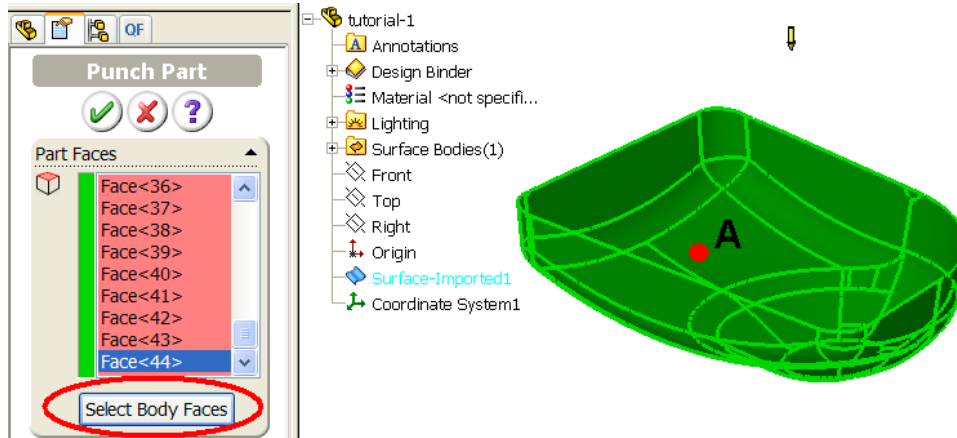 QF
Punch Part
?
Part Faces
Face<36>
Face<37>
Face<38>
Face<39>
Face<40>
Face<41>
Face<42>
Face<43>
Face<44>
Select Body Faces
tutorial-1
A Annotations
Design Binder
Material <not specifi...
Lighting
Surface Bodies(1)
Front
Top
Right
Origin
Surface-Imported1
Coordinate System1
A